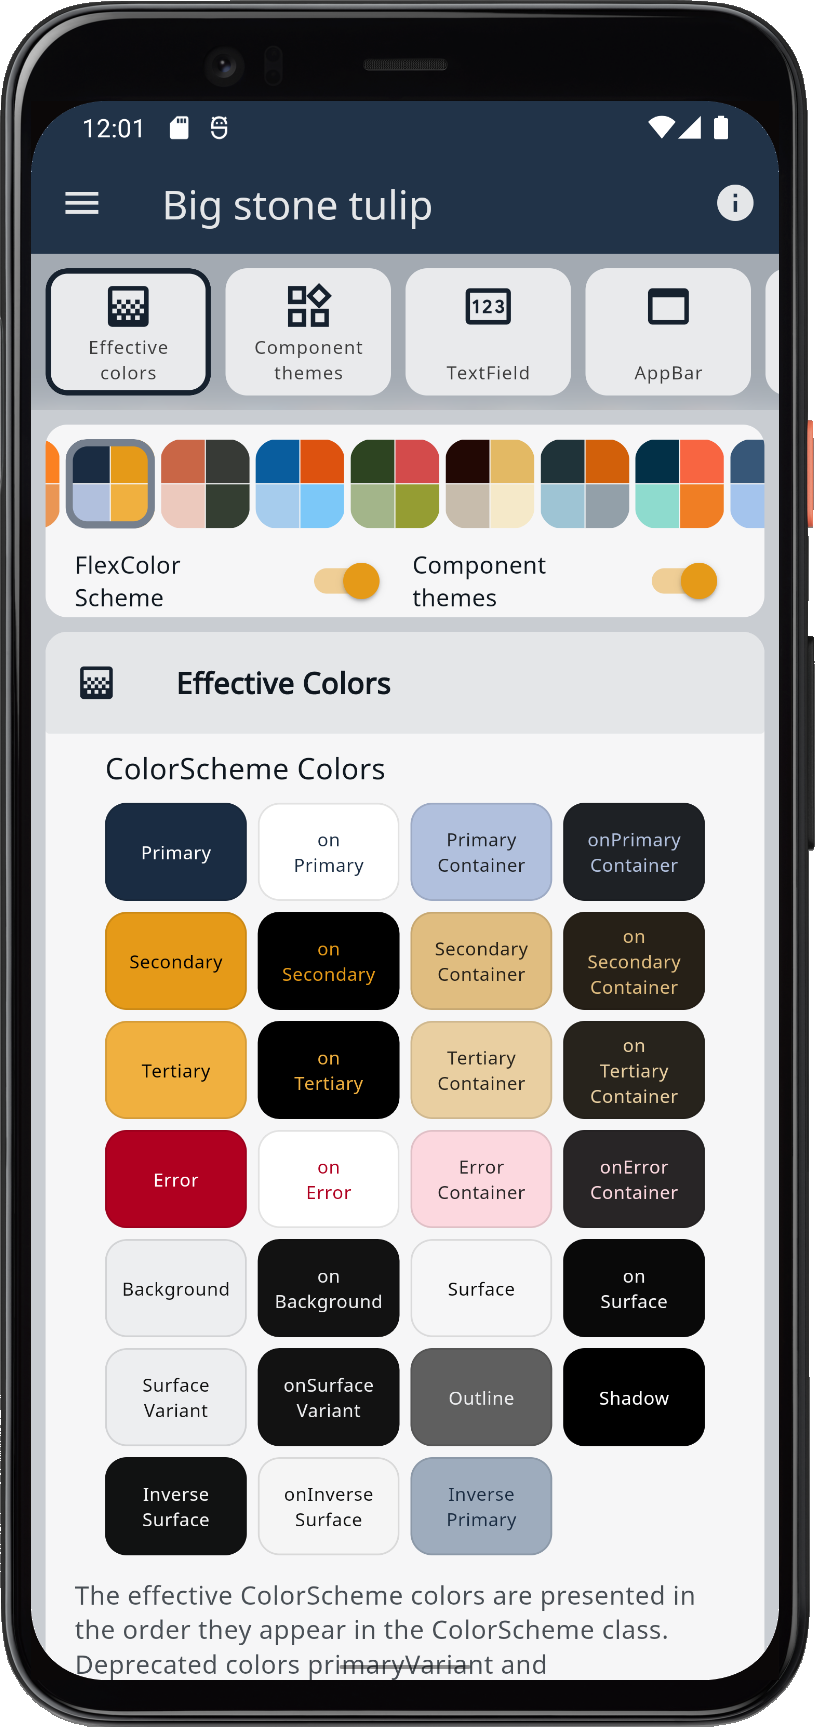 12:01
Big stone tulip
Effective
colors
Component
themes
123
TextField
AppBar
FlexColor
Scheme
Component
themes
Effective Colors
ColorScheme Colors
Primary
on
Primary
Primary
Container
onPrimary
Container
Secondary
on
Secondary
Secondary
Container
on
Secondary
Container
Tertiary
on
Tertiary
Tertiary
Container
on
Tertiary
Container
Error
on
Error
Error
Container
onError
Container
Background
on
Background
Surface
on
Surface
Surface
Variant
onSurface
Variant
Outline
Shadow
Inverse
Surface
onInverse
Surface
Inverse
Primary
The effective ColorScheme colors are presented in
the order they appear in the ColorScheme class.
Deprecated colors primaryVariant and